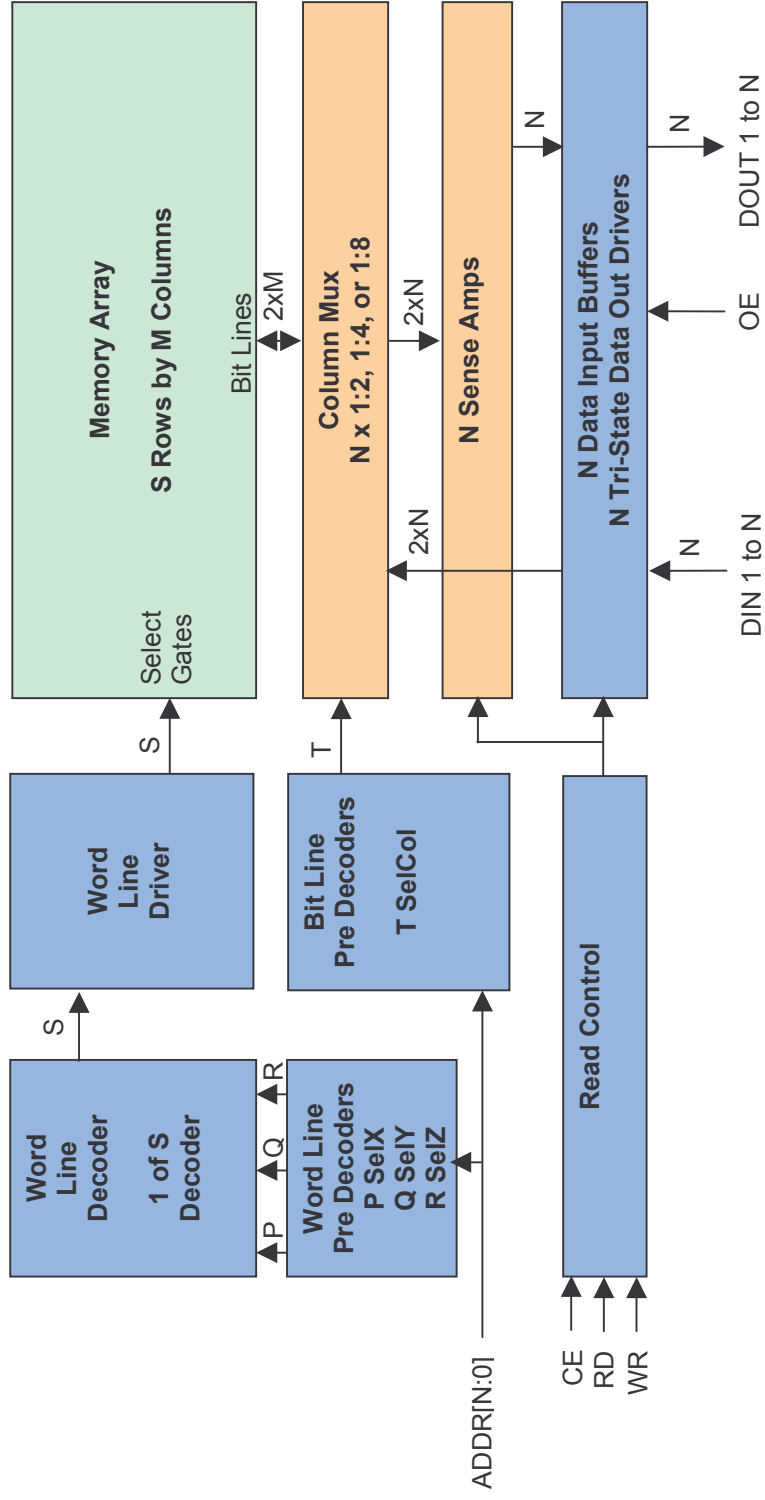 Word
Line
Decoder
1 of S
Decoder
S
Word
Line
Driver
S
Select
Gates
Memory Array
S Rows by M Columns
Bit Lines
2xM
P
Q
R
Word Line
Pre Decoders
P SelX
Q SelY
R SelZ
Bit Line
Pre Decoders
T SelCol
T
Column Mux
N x 1:2, 1:4, or 1:8
2xN
2xN
N Sense Amps
N
ADDR[N:0]
CE
RD
WR
Read Control
N Data Input Buffers
N Tri-State Data Out Drivers
N
N
DIN 1 to N
OE
DOUT 1 to N